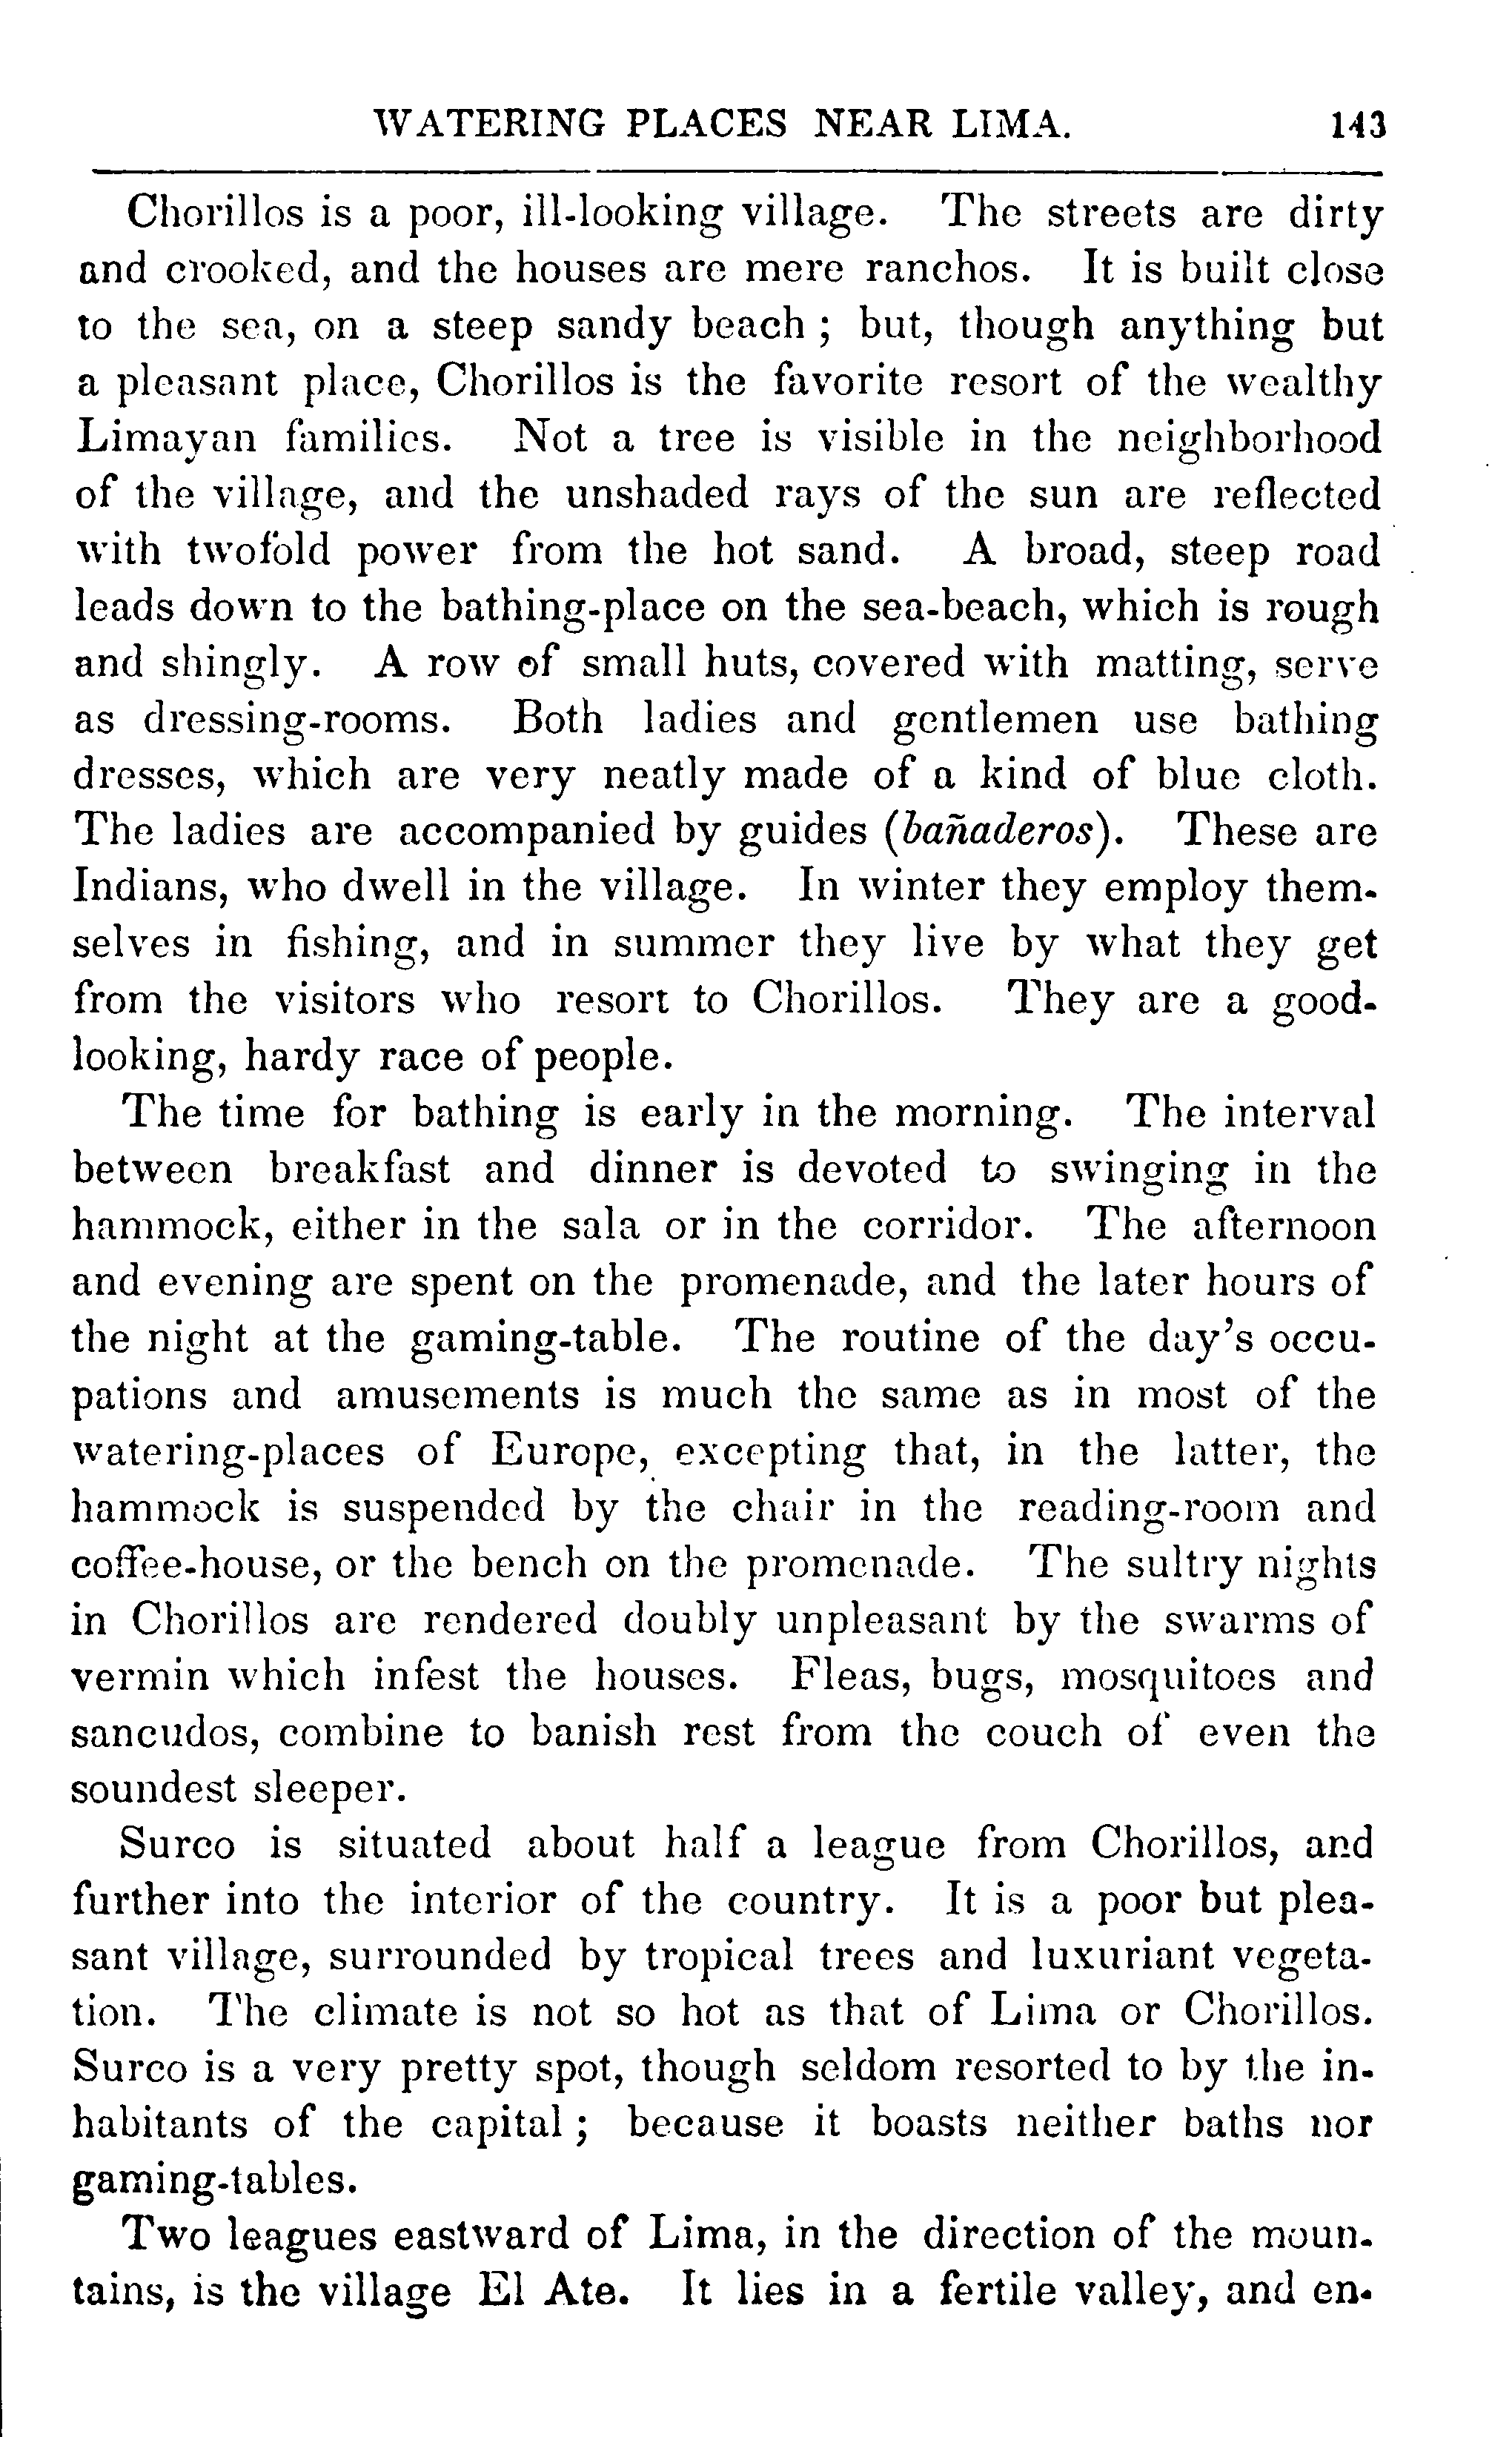 WATERING PLACES NEAR LIMA. 143
Chorillos is a poor, ill-looking village. The streets are dirty
and crooked, and the houses are mere ranchos. It is built close
to the sea, on a steep sandy beach ; but, though anything but
a pleasant place, Chorillos is the favorite resort of the wealthy
Limayan families. Not a tree is visible in the neighborhood
of the village, and the unshaded rays of the sun are reflected
with twofold power from the hot sand. A broad, steep road
leads down to the bathing-place on the sea-beach, which is rough
and shingly. A row of small huts, covered with matting, serve
as dressing-rooms. Both ladies and gentlemen use bathing
dresses, which are very neatly made of a kind of blue cloth.
The ladies are accompanied by guides (bañaderos). These are
Indians, who dwell in the village. In winter they employ them-
selves in fishing, and in summer they live by what they get
from the visitors who resort to Chorillos. They are a good-
looking, hardy race of people.
The time for bathing is early in the morning. The interval
between breakfast and dinner is devoted to swinging in the
hammock, either in the sala or in the corridor. The afternoon
and evening are spent on the promenade, and the later hours of
the night at the gaming-table. The routine of the day's occu-
pations and amusements is much the same as in most of the
watering-places of Europe, excepting that, in the latter, the
hammock is suspended by the chair in the reading-room and
coffee-house, or the bench on the promenade. The sultry nights
in Chorillos are rendered doubly unpleasant by the swarms of
vermin which infest the houses. Fleas, bugs, mosquitoes and
sancudos, combine to banish rest from the couch of even the
soundest sleeper.
Surco is situated about half a league from Chorillos, and
further into the interior of the country. It is a poor but plea-
sant village, surrounded by tropical trees and luxuriant vegeta-
tion. The climate is not so hot as that of Lima or Chorillos.
Surco is a very pretty spot, though seldom resorted to by the in-
habitants of the capital ; because it boasts neither baths nor
gaming-tables.
Two leagues eastward of Lima, in the direction of the moun-
tains, is the village El Ate. It lies in a fertile valley, and en-